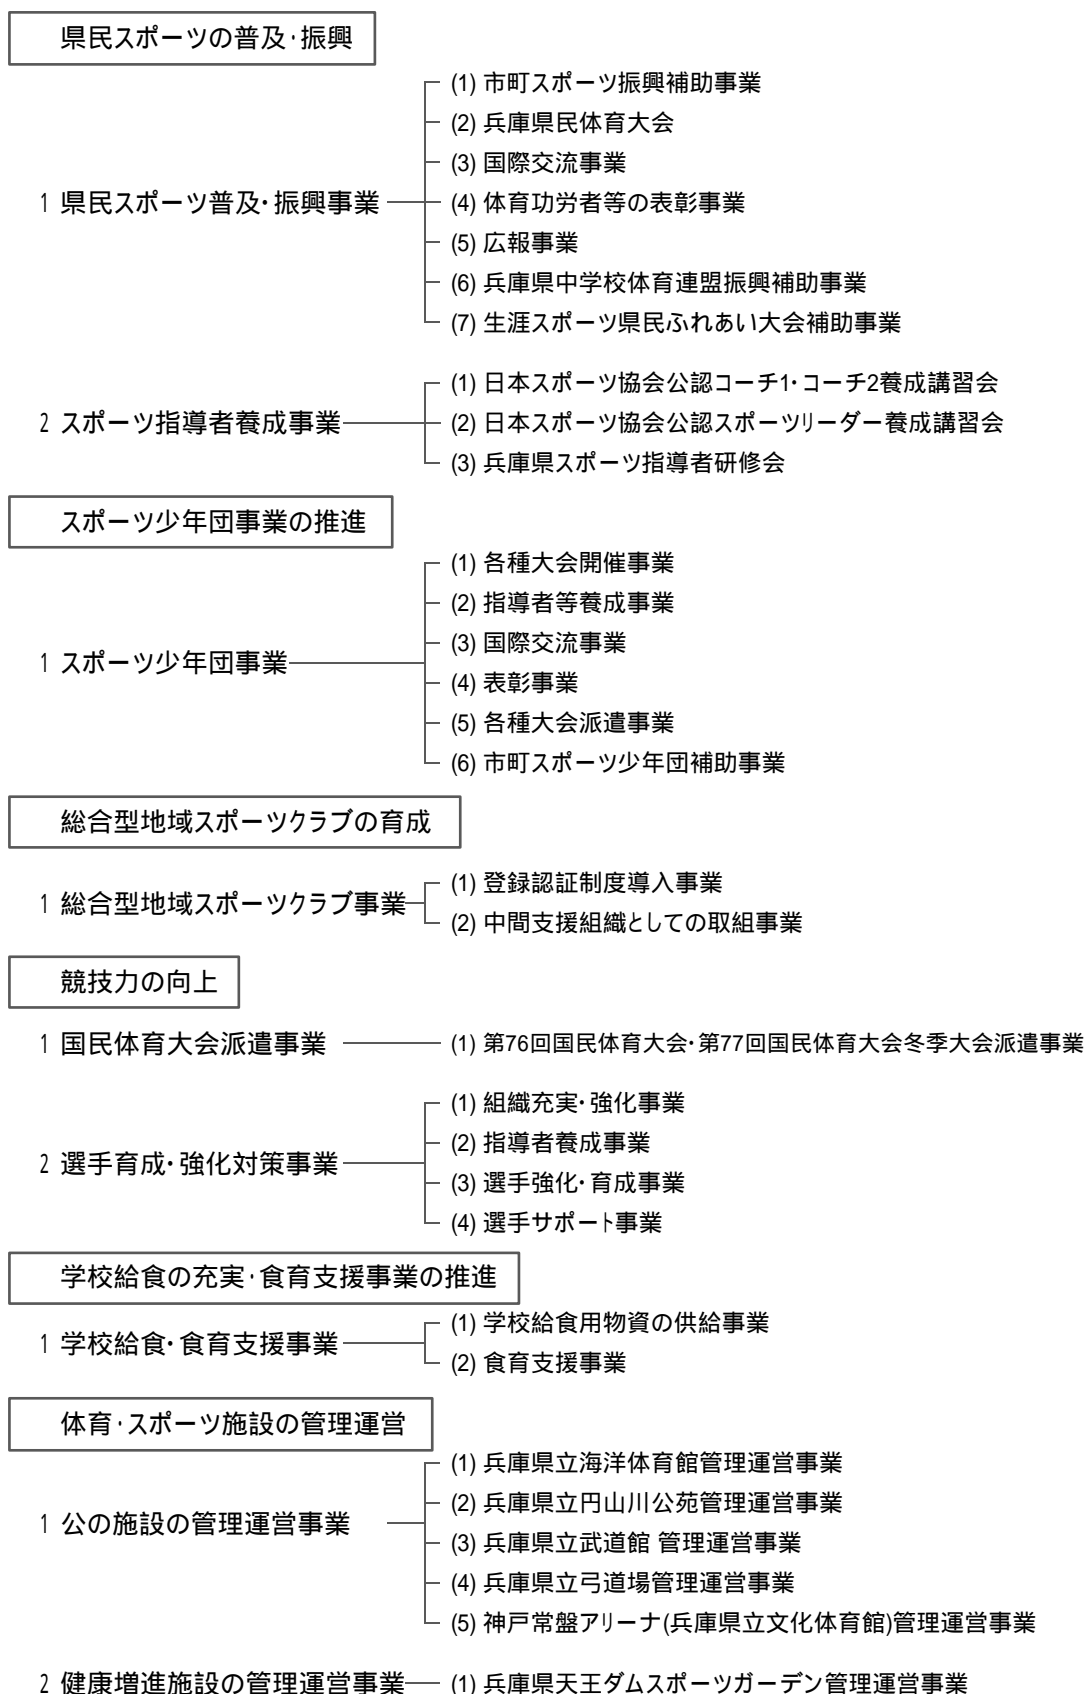 県民スポーツの普及・振興
1 県民スポーツ普及・振興事業
(1) 市町スポーツ振興補助事業
(2) 兵庫県民体育大会
(3) 国際交流事業
(4) 体育功労者等の表彰事業
(5) 広報事業
(6) 兵庫県中学校体育連盟振興補助事業
(7) 生涯スポーツ県民ふれあい大会補助事業
2 スポーツ指導者養成事業
(1) 日本スポーツ協会公認コーチ1・コーチ2養成講習会
(2) 日本スポーツ協会公認スポーツリーダー養成講習会
(3) 兵庫県スポーツ指導者研修会
スポーツ少年団事業の推進
1 スポーツ少年団事業
(1) 各種大会開催事業
(2) 指導者等養成事業
(3) 国際交流事業
(4) 表彰事業
(5) 各種大会派遣事業
(6) 市町スポーツ少年団補助事業
総合型地域スポーツクラブの育成
1 総合型地域スポーツクラブ事業
(1) 登録認証制度導入事業
(2) 中間支援組織としての取組事業
競技力の向上
1 国民体育大会派遣事業
(1) 第76回国民体育大会・第77回国民体育大会冬季大会派遣事業
2 選手育成・強化対策事業
(1) 組織充実・強化事業
(2) 指導者養成事業
(3) 選手強化・育成事業
(4) 選手サポート事業
学校給食の充実・食育支援事業の推進
1 学校給食・食育支援事業
(1) 学校給食用物資の供給事業
(2) 食育支援事業
体育・スポーツ施設の管理運営
1 公の施設の管理運営事業
(1) 兵庫県立海洋体育館管理運営事業
(2) 兵庫県立円山川公苑管理運営事業
(3) 兵庫県立武道館 管理運営事業
(4) 兵庫県立弓道場管理運営事業
(5) 神戸常盤アリーナ(兵庫県立文化体育館)管理運営事業
2 健康増進施設の管理運営事業
(1) 兵庫県天王ダムスポーツガーデン管理運営事業